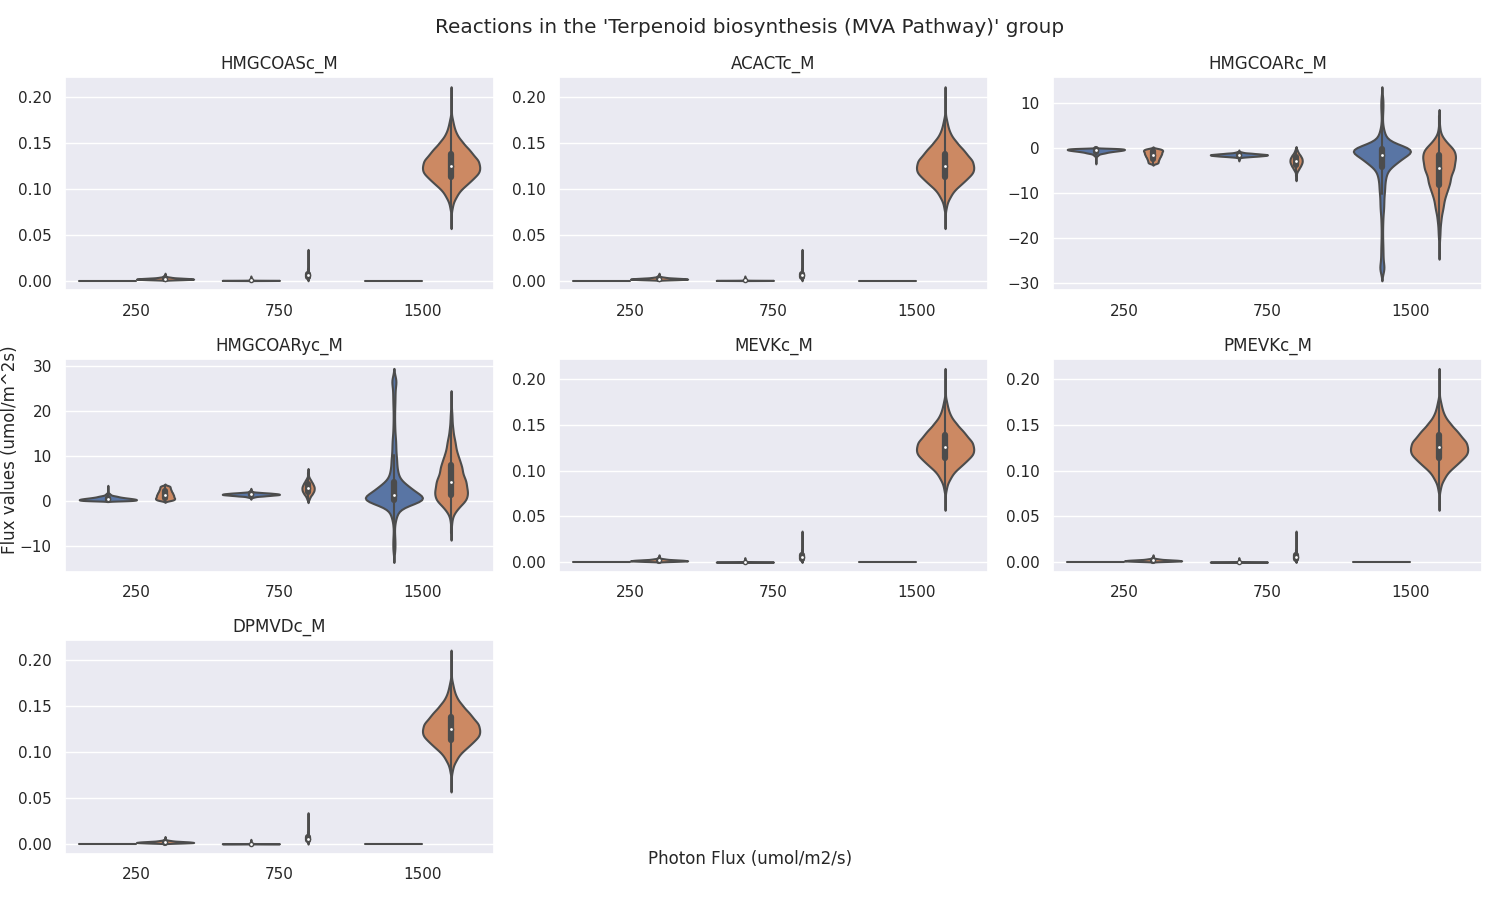 Reactions in the 'Terpenoid biosynthesis (MVA Pathway)' group
HMGCOASc_M
0.20
0.15
0.10
0.05
0.00
250 750 1500
ACACTc_M
0.20
0.15
0.10
0.05
0.00
250 750 1500
HMGCOARc_M
10
0
−10
−20
−30
250 750 1500
Flux values (umol/m^2s)
HMGCOARyc_M
30
20
10
0
−10
250 750 1500
MEVKc_M
0.20
0.15
0.10
0.05
0.00
250 750 1500
PMEVKc_M
0.20
0.15
0.10
0.05
0.00
250 750 1500
DPMVDc_M
0.20
0.15
0.10
0.05
0.00
250 750 1500
Photon Flux (umol/m2/s)